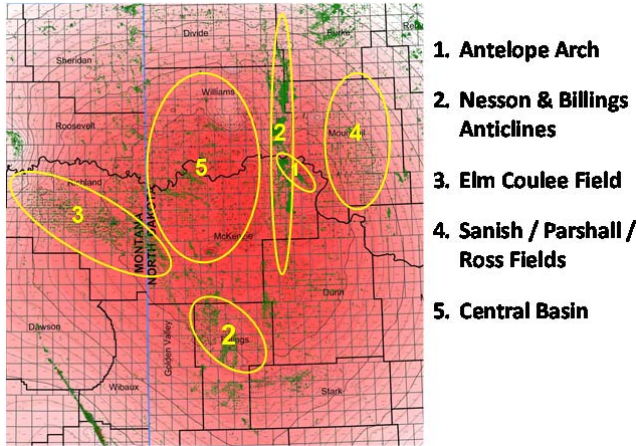 Divide
Burke
Sheridan
Williams
Roosevelt
2
4
5
1
Richland
3
MONTANA
NORTH DAKOTA
McKenzie
Dunn
Dawson
Golden Valley
2
Billings
Wibaux
Stark
1. Antelope Arch
2. Nesson & Billings
Anticlines
3. Elm Coulee Field
4. Sanish / Parshall /
Ross Fields
5. Central Basin